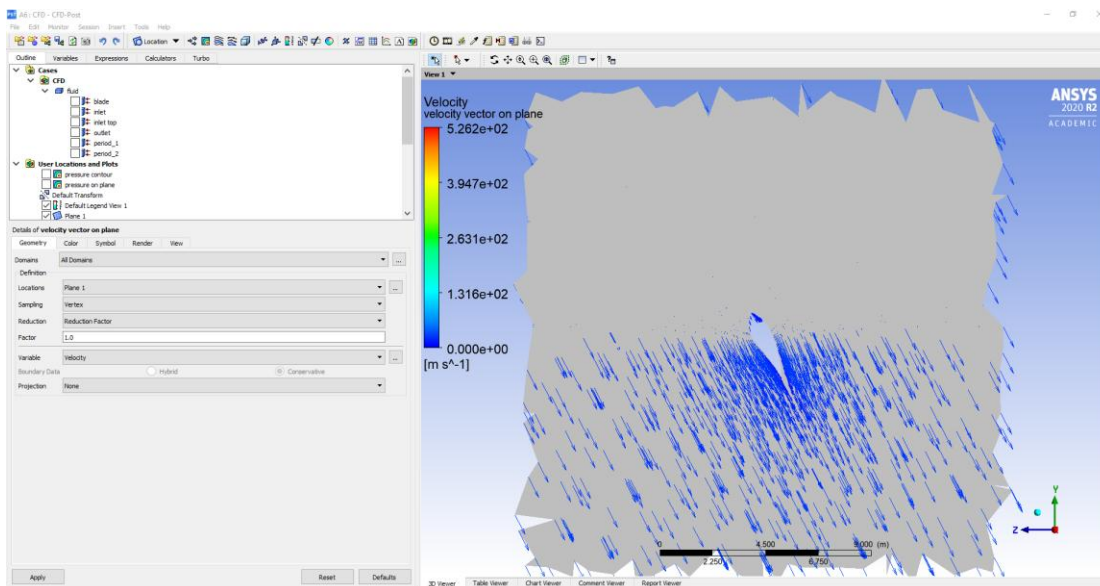 A6 : CFD - CFD-Post
File Edit Monitor Session Insert Tools Help
Location
Outline Variables Expressions Calculators Turbo
Cases
CFD
fluid
blade
inlet
inlet top
outlet
period_1
period_2
User Locations and Plots
pressure contour
pressure on plane
Default Transform
Default Legend View 1
Plane 1
Details of velocity vector on plane
Geometry Color Symbol Render View
Domains All Domains ...
Definition
Locations Plane 1 ...
Sampling Vertex
Reduction Reduction Factor
Factor 1.0
Variable Velocity ...
Boundary Data Hybrid Conservative
Projection None
Apply Reset Defaults
View 1
Velocity
velocity vector on plane
5.262e+02
3.947e+02
2.631e+02
1.316e+02
0.000e+00
[m s^-1]
ANSYS
2020 R2
ACADEMIC
Y
Z
0 4.500 9.000 (m)
2.250 6.750
3D Viewer Table Viewer Chart Viewer Comment Viewer Report Viewer